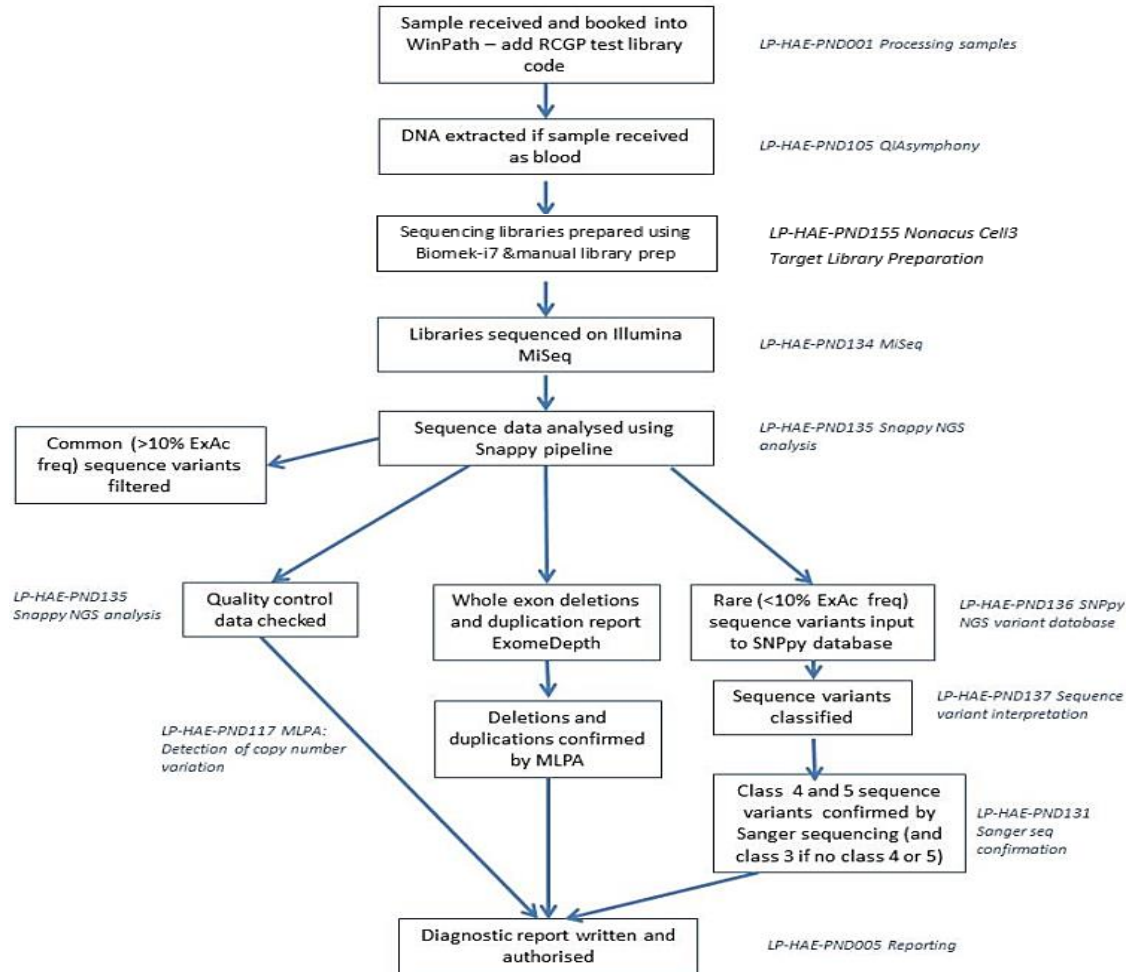 Sample received and booked into
WinPath – add RCGP test library
code
LP-HAE-PND001 Processing samples
DNA extracted if sample received
as blood
LP-HAE-PND105 QIAsymphony
Sequencing libraries prepared using
Biomek-i7 &manual library prep
LP-HAE-PND155 Nonacus Cell3
Target Library Preparation
Libraries sequenced on Illumina
MiSeq
LP-HAE-PND134 MiSeq
Sequence data analysed using
Snappy pipeline
LP-HAE-PND135 Snappy NGS
analysis
Common (>10% ExAc
freq) sequence variants
filtered
LP-HAE-PND135
Snappy NGS analysis
Quality control
data checked
Whole exon deletions
and duplication report
ExomeDepth
Rare (<10% ExAc freq)
sequence variants input
to SNPpy database
LP-HAE-PND136 SNPpy
NGS variant database
Sequence variants
classified
LP-HAE-PND137 Sequence
variant interpretation
LP-HAE-PND117 MLPA:
Detection of copy number
variation
Deletions and
duplications confirmed
by MLPA
Class 4 and 5 sequence
variants confirmed by
Sanger sequencing (and
class 3 if no class 4 or 5)
LP-HAE-PND131
Sanger seq
confirmation
Diagnostic report written and
authorised
LP-HAE-PND005 Reporting